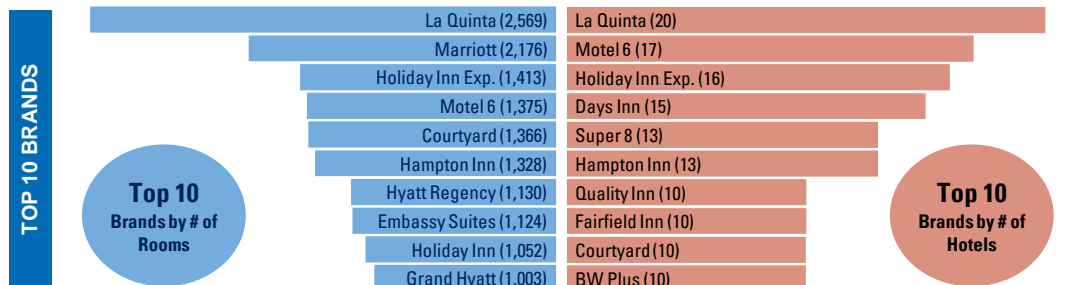 TOP 10 BRANDS
La Quinta (2,569)
Marriott (2,176)
Holiday Inn Exp. (1,413)
Motel 6 (1,375)
Courtyard (1,366)
Hampton Inn (1,328)
Hyatt Regency (1,130)
Embassy Suites (1,124)
Holiday Inn (1,052)
Grand Hyatt (1,003)
Top 10
Brands by # of
Rooms
La Quinta (20)
Motel 6 (17)
Holiday Inn Exp. (16)
Days Inn (15)
Super 8 (13)
Hampton Inn (13)
Quality Inn (10)
Fairfield Inn (10)
Courtyard (10)
BW Plus (10)
Top 10
Brands by # of
Hotels